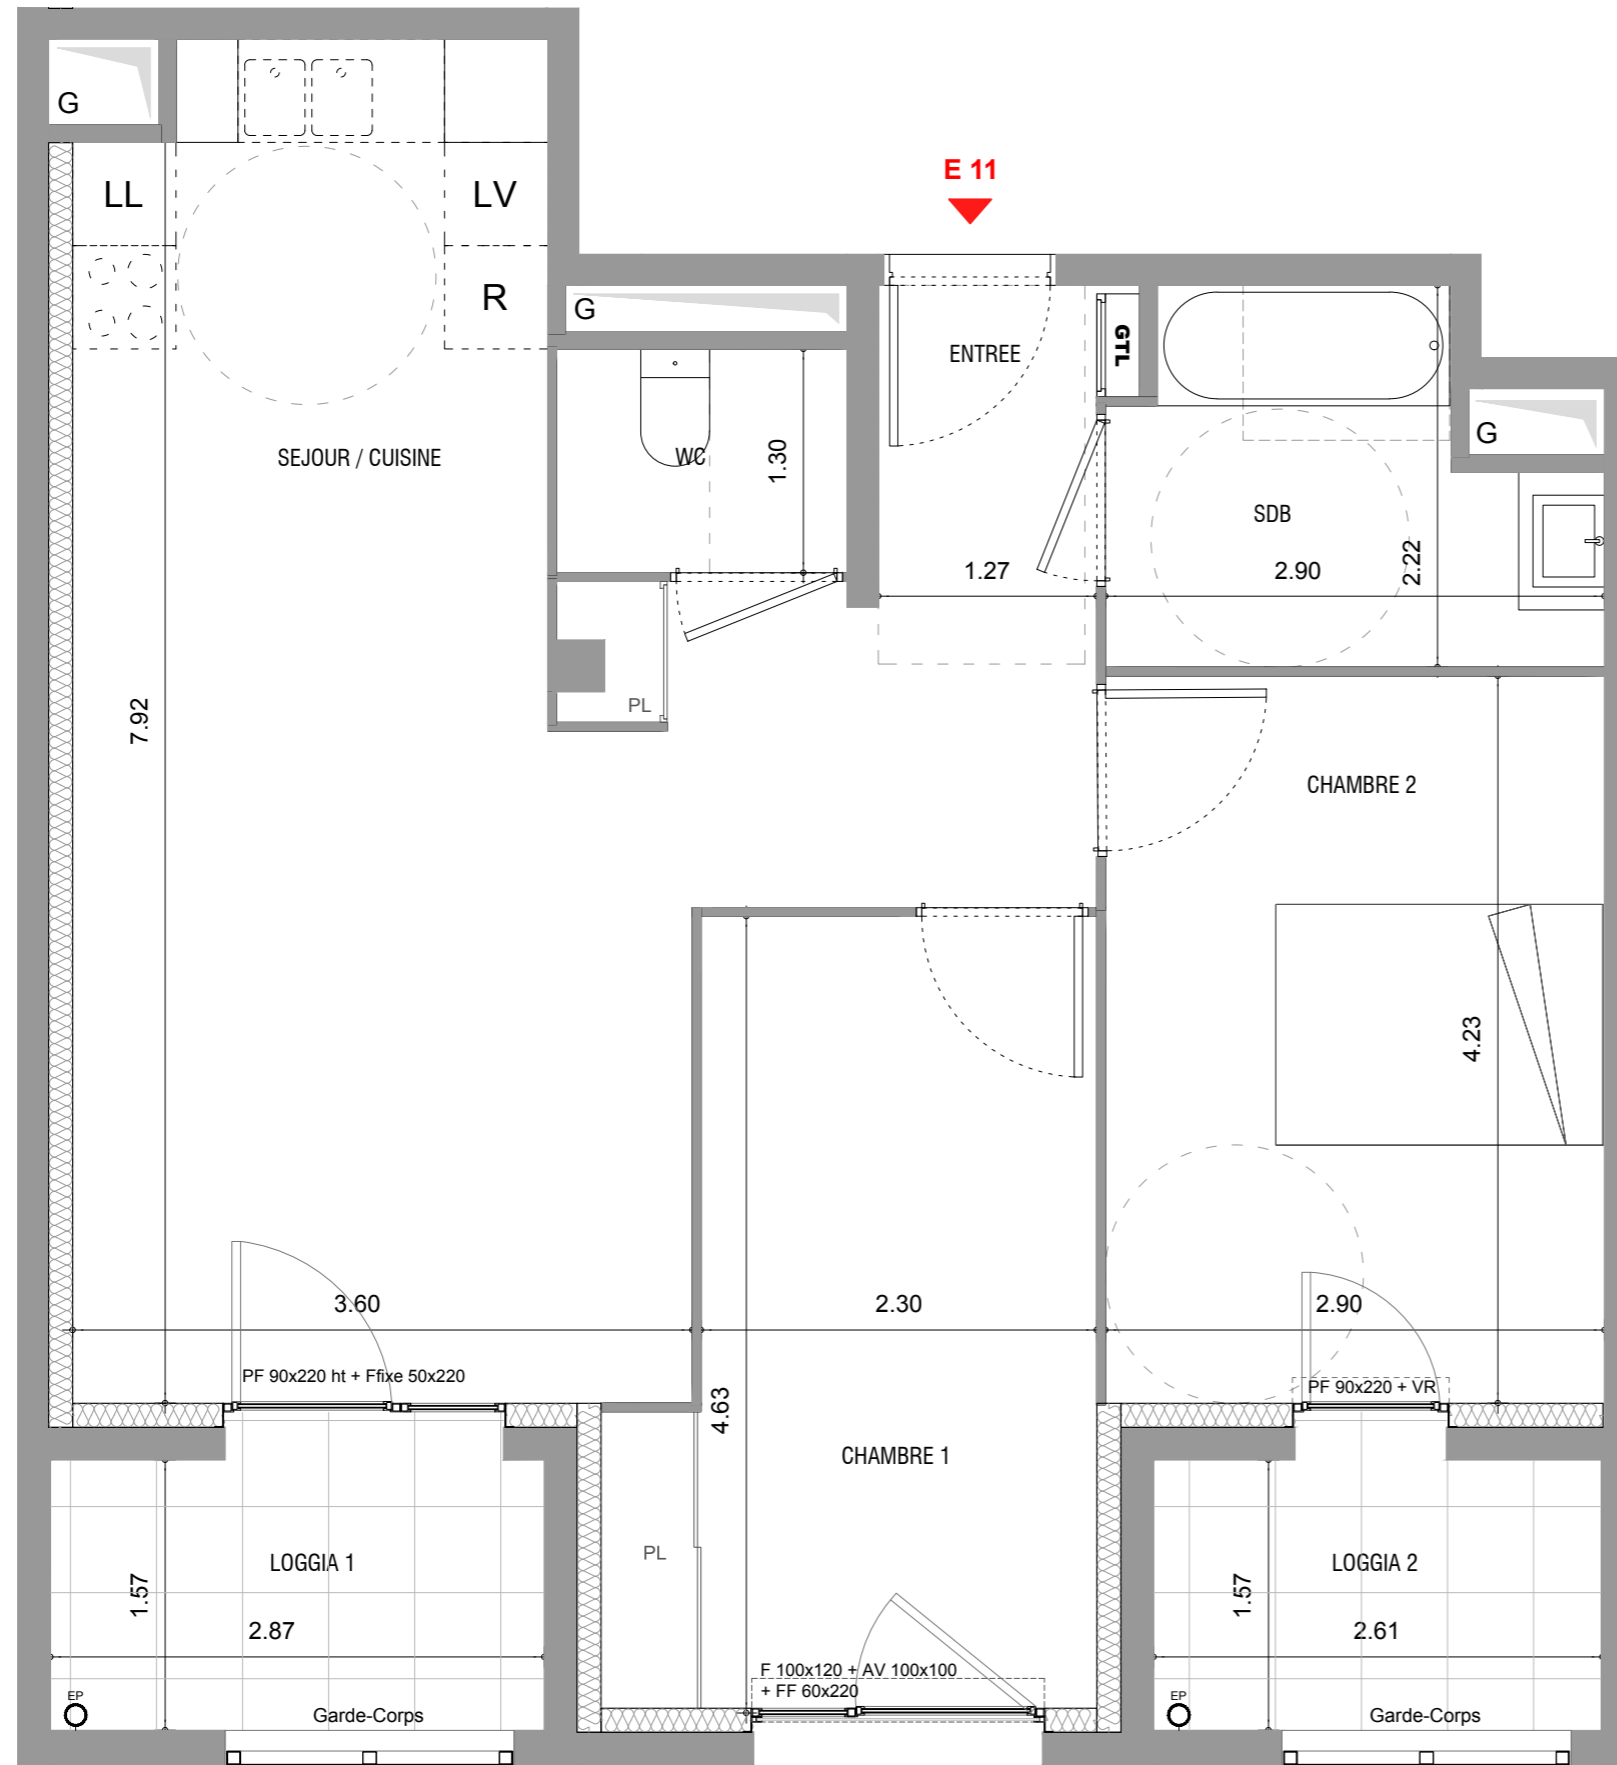 G
LL
LV
R
E 11
G
ENTREE
GTL
G
SEJOUR / CUISINE
WC
1.30
SDB
1.27
2.90
2.22
7.92
PL
CHAMBRE 2
4.23
3.60
2.30
2.90
PF 90x220 ht + Ffixe 50x220
PF 90x220 + VR
4.63
CHAMBRE 1
PL
LOGGIA 1
1.57
2.87
LOGGIA 2
1.57
2.61
F 100x120 + AV 100x100
+ FF 60x220
EP
Garde-Corps
EP
Garde-Corps